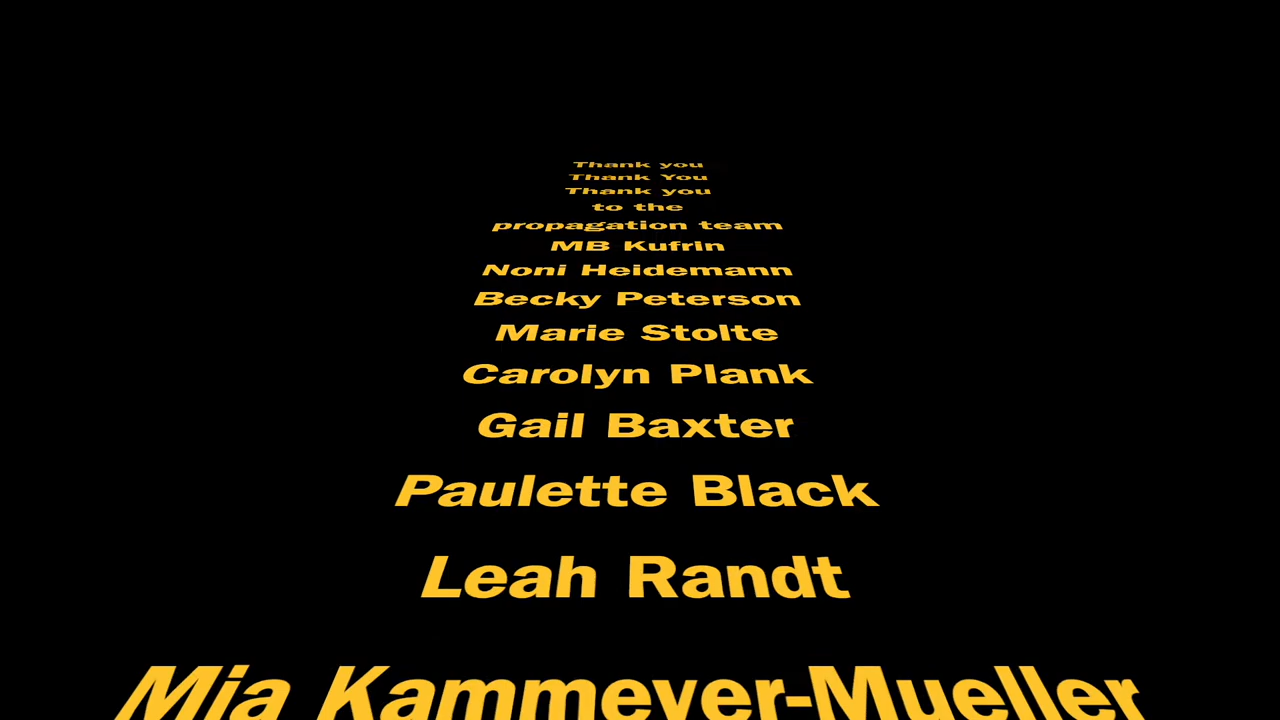 Thank you
Thank You
Thank you
to the
propagation team
MB Kufrin
Noni Heidemann
Becky Peterson
Marie Stolte
Carolyn Plank
Gail Baxter
Paulette Black
Leah Randt
Mia Kammeyer-Mueller